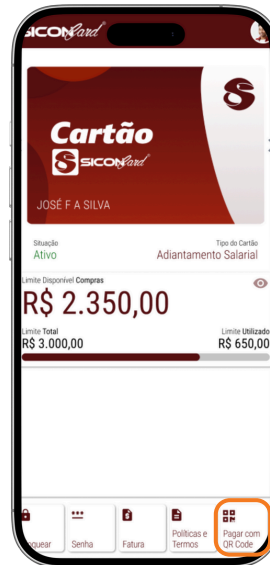 SICONCard
Cartão
S SICONCard
JOSÉ F A SILVA
Situação
Ativo
Tipo do Cartão
Adiantamento Salarial
Limite Disponível Compras
R$ 2.350,00
Limite Total
R$ 3.000,00
Limite Utilizado
R$ 650,00
Senha
Fatura
Políticas e
Termos
Pagar com
QR Code